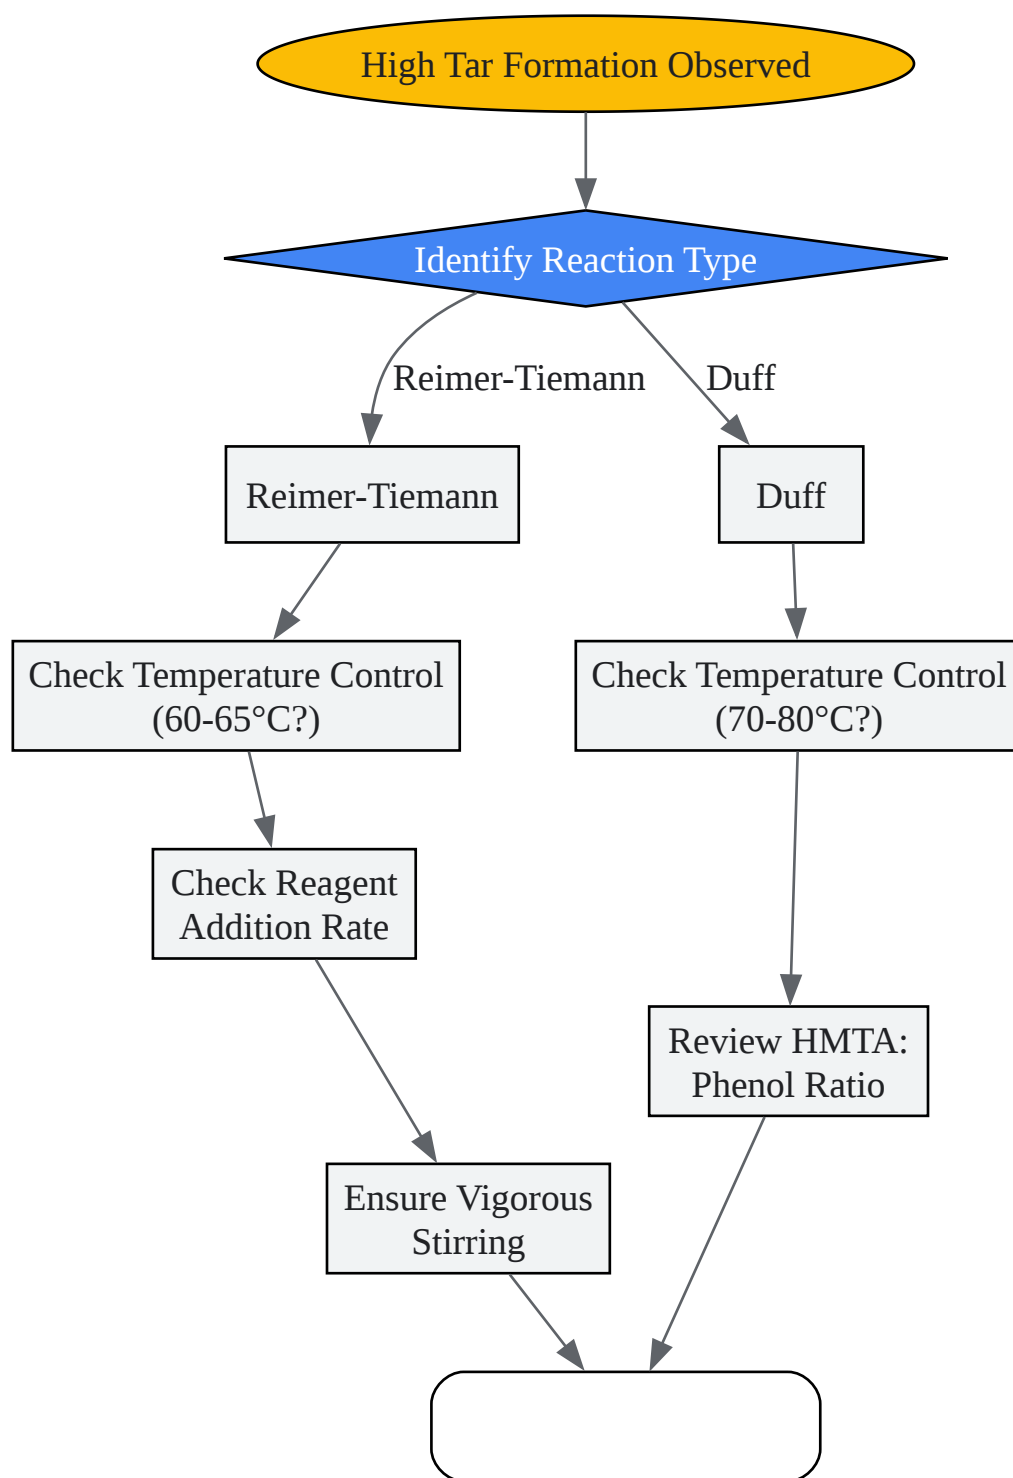 High Tar Formation Observed
Identify Reaction Type
Reimer-Tiemann
Duff
Reimer-Tiemann
Duff
Check Temperature Control
(60-65°C?)
Check Temperature Control
(70-80°C?)
Check Reagent
Addition Rate
Review HMTA:
Phenol Ratio
Ensure Vigorous
Stirring